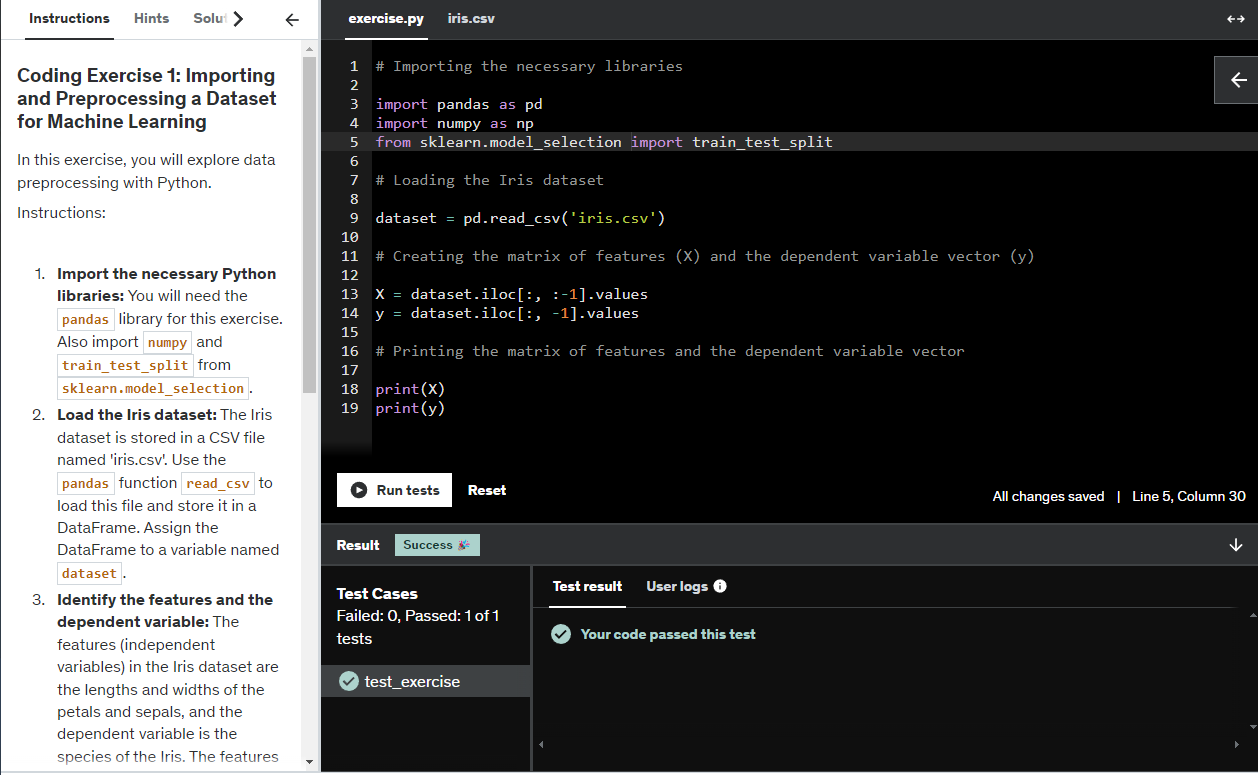 Instructions Hints Solu
Coding Exercise 1: Importing
and Preprocessing a Dataset
for Machine Learning
In this exercise, you will explore data
preprocessing with Python.
Instructions:
1. Import the necessary Python
libraries: You will need the
pandas library for this exercise.
Also import numpy and
train_test_split from
sklearn.model_selection .
2. Load the Iris dataset: The Iris
dataset is stored in a CSV file
named 'iris.csv'. Use the
pandas function read_csv to
load this file and store it in a
DataFrame. Assign the
DataFrame to a variable named
dataset .
3. Identify the features and the
dependent variable: The
features (independent
variables) in the Iris dataset are
the lengths and widths of the
petals and sepals, and the
dependent variable is the
species of the Iris. The features
exercise.py iris.csv
1 # Importing the necessary libraries
2
3 import pandas as pd
4 import numpy as np
5 from sklearn.model_selection import train_test_split
6
7 # Loading the Iris dataset
8
9 dataset = pd.read_csv('iris.csv')
10
11 # Creating the matrix of features (X) and the dependent variable vector (y)
12
13 X = dataset.iloc[:, :-1].values
14 y = dataset.iloc[:, -1].values
15
16 # Printing the matrix of features and the dependent variable vector
17
18 print(X)
19 print(y)
Run tests Reset
All changes saved | Line 5, Column 30
Result Success 🎉
Test Cases
Failed: 0, Passed: 1 of 1
tests
test_exercise
Test result User logs
Your code passed this test